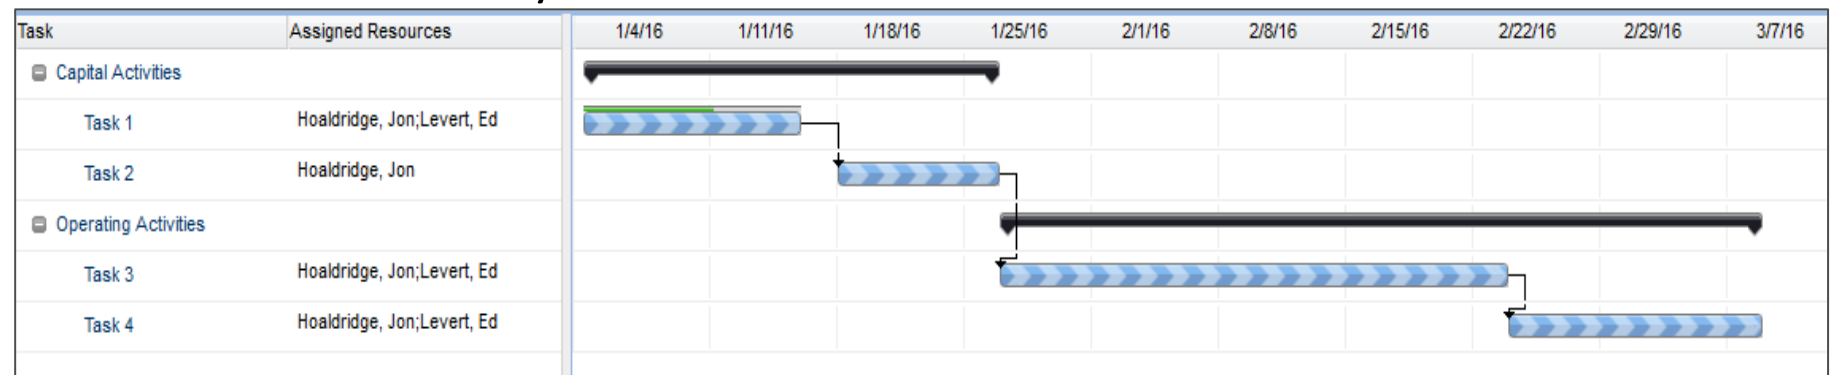 Task Assigned Resources 1/4/16 1/11/16 1/18/16 1/25/16 2/1/16 2/8/16 2/15/16 2/22/16 2/29/16 3/7/16
Capital Activities
Task 1 Hoaldridge, Jon;Levert, Ed
Task 2 Hoaldridge, Jon
Operating Activities
Task 3 Hoaldridge, Jon;Levert, Ed
Task 4 Hoaldridge, Jon;Levert, Ed